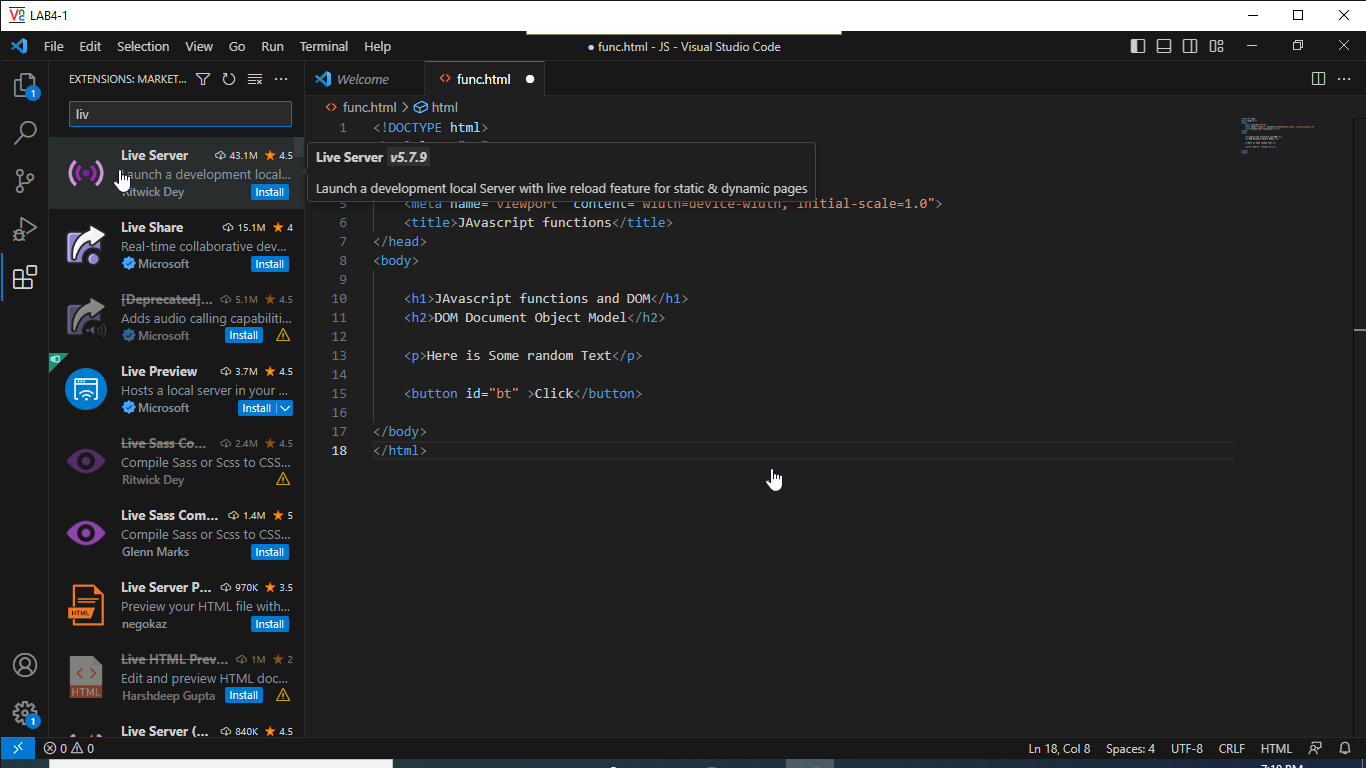 LAB4-1
File Edit Selection View Go Run Terminal Help
● func.html - JS - Visual Studio Code
EXTENSIONS: MARKET...
Welcome
<> func.html ●
liv
func.html > html
1 <!DOCTYPE html>
Live Server 43.1M ★ 4.5
Launch a development local...
Ritwick Dey Install
Live Server v5.7.9
Launch a development local Server with live reload feature for static & dynamic pages
5 <meta name="viewport" content="width=device-width, initial-scale=1.0">
6 <title>JAvascript functions</title>
7 </head>
8 <body>
9
10 <h1>JAvascript functions and DOM</h1>
11 <h2>DOM Document Object Model</h2>
12
13 <p>Here is Some random Text</p>
14
15 <button id="bt" >Click</button>
16
17 </body>
18 </html>
Live Share 15.1M ★ 4
Real-time collaborative dev...
Microsoft Install
[Deprecated]... 5.1M ★ 4.5
Adds audio calling capabiliti...
Microsoft Install
Live Preview 3.7M ★ 4.5
Hosts a local server in your ...
Microsoft Install
Live Sass Co... 2.4M ★ 4.5
Compile Sass or Scss to CSS...
Ritwick Dey
Live Sass Com... 1.4M ★ 5
Compile Sass or Scss to CSS...
Glenn Marks Install
Live Server P... 970K ★ 3.5
Preview your HTML file with...
negokaz Install
HTML
Live HTML Prev... 1M ★ 2
Edit and preview HTML doc...
Harshdeep Gupta Install
HTML
Live Server (... 840K ★ 4.5
1
1
0 0
Ln 18, Col 8 Spaces: 4 UTF-8 CRLF HTML